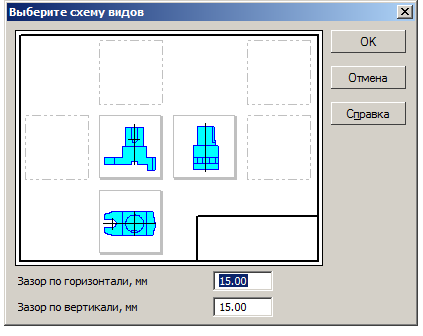 Выберите схему видов
OK
Отмена
Справка
Зазор по горизонтали, мм 15.00
Зазор по вертикали, мм 15.00